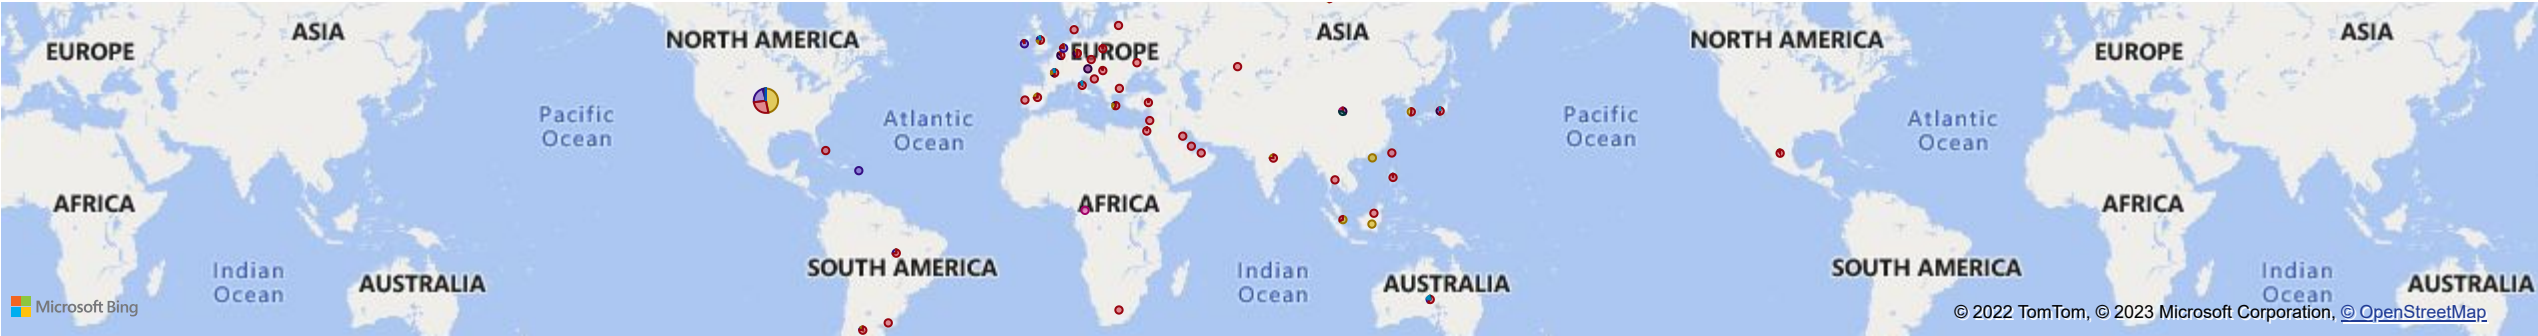 EUROPE
ASIA
NORTH AMERICA
EUROPE
ASIA
NORTH AMERICA
EUROPE
ASIA
Pacific
Ocean
Atlantic
Ocean
Pacific
Ocean
Atlantic
Ocean
AFRICA
AFRICA
AFRICA
Indian
Ocean
AUSTRALIA
SOUTH AMERICA
Indian
Ocean
AUSTRALIA
SOUTH AMERICA
Indian
Ocean
AUSTRALIA
Microsoft Bing
© 2022 TomTom, © 2023 Microsoft Corporation, © OpenStreetMap